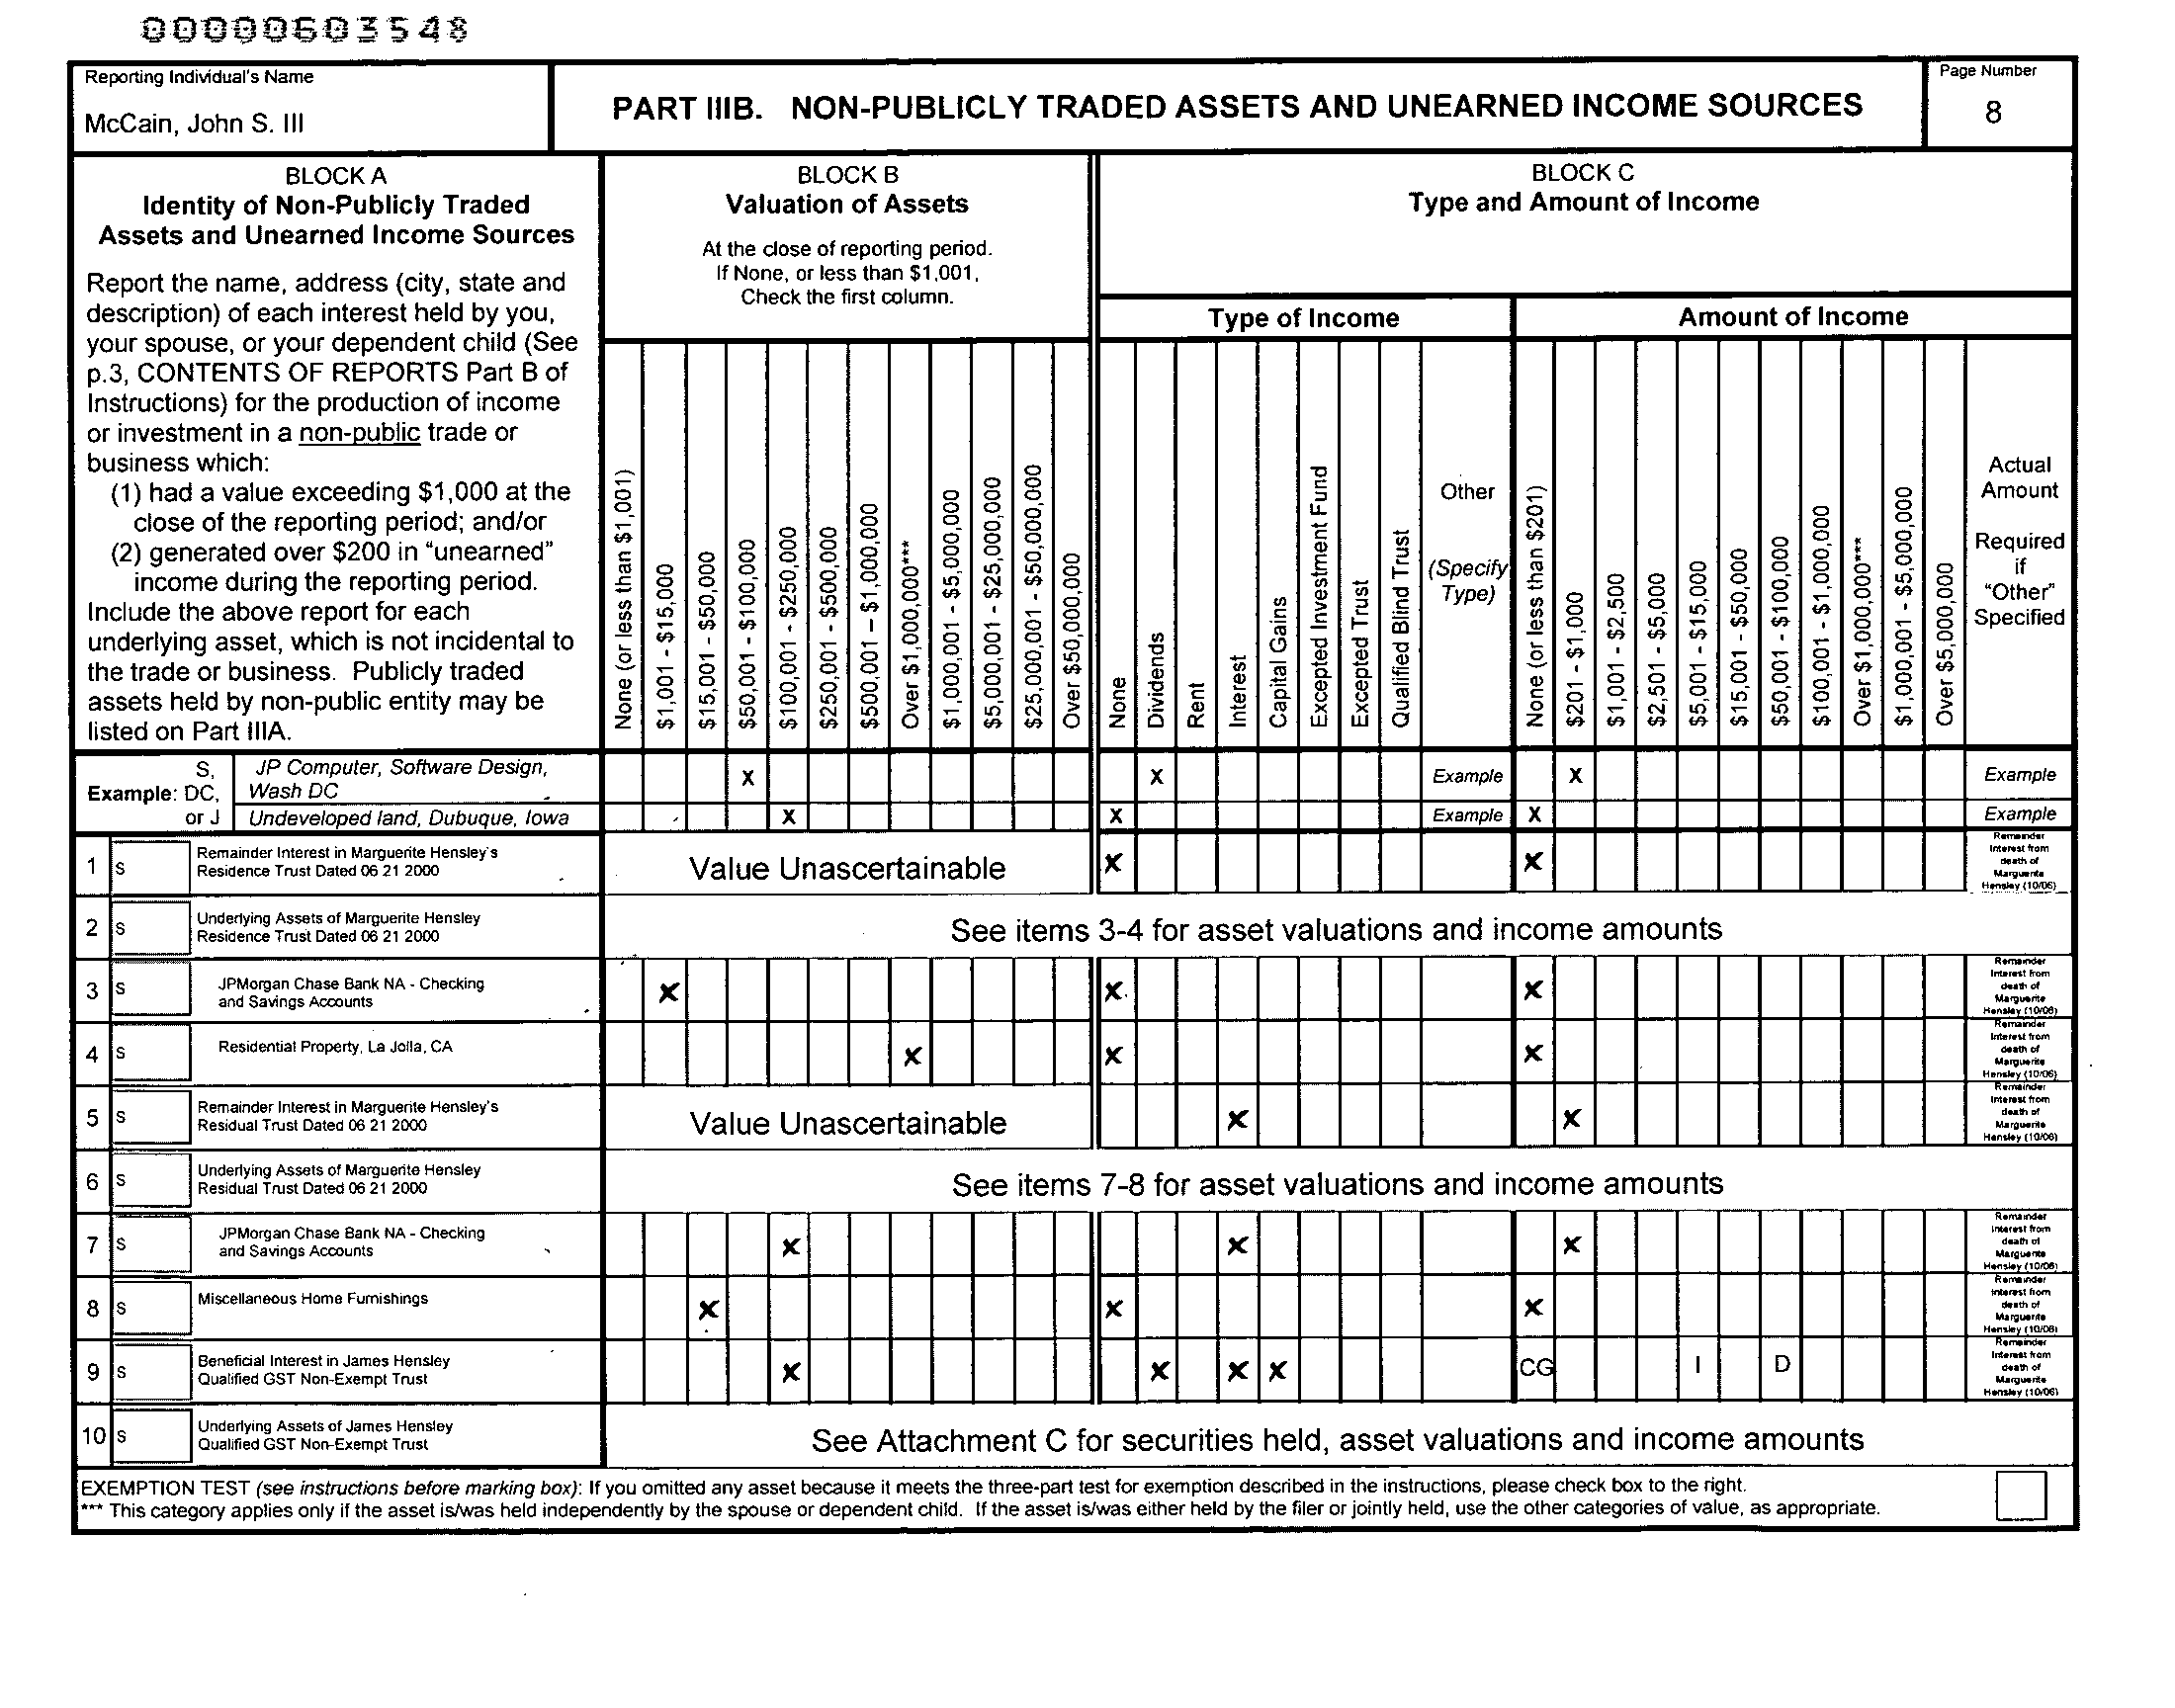 00090603548
Reporting Individual's Name
McCain, John S. III
PART IIIB. NON-PUBLICLY TRADED ASSETS AND UNEARNED INCOME SOURCES
Page Number
8
BLOCK A
Identity of Non-Publicly Traded
Assets and Unearned Income Sources
Report the name, address (city, state and
description) of each interest held by you,
your spouse, or your dependent child (See
p.3, CONTENTS OF REPORTS Part B of
Instructions) for the production of income
or investment in a non-public trade or
business which:
(1) had a value exceeding $1,000 at the
close of the reporting period; and/or
(2) generated over $200 in “unearned”
income during the reporting period.
Include the above report for each
underlying asset, which is not incidental to
the trade or business. Publicly traded
assets held by non-public entity may be
listed on Part IIIA.
BLOCK B
Valuation of Assets
At the close of reporting period.
If None, or less than $1,001,
Check the first column.
None (or less than $1,001)
$1,001 - $15,000
$15,001 - $50,000
$50,001 - $100,000
$100,001 - $250,000
$250,001 - $500,000
$500,001 – $1,000,000
Over $1,000,000***
$1,000,001 - $5,000,000
$5,000,001 - $25,000,000
$25,000,001 - $50,000,000
Over $50,000,000
BLOCK C
Type and Amount of Income
Type of Income
None
Dividends
Rent
Interest
Capital Gains
Excepted Investment Fund
Excepted Trust
Qualified Blind Trust
Other
(Specify
Type)
Amount of Income
None (or less than $201)
$201 - $1,000
$1,001 - $2,500
$2,501 - $5,000
$5,001 - $15,000
$15,001 - $50,000
$50,001 - $100,000
$100,001 - $1,000,000
Over $1,000,000***
$1,000,001 - $5,000,000
Over $5,000,000
Actual
Amount
Required
if
“Other”
Specified
S,
Example: DC,
or J
JP Computer, Software Design,
Wash DC
X X Example X Example
Undeveloped land, Dubuque, Iowa X X Example X Example
1 S
Remainder Interest in Marguerite Hensley's
Residence Trust Dated 06 21 2000
Value Unascertainable X X
Remainder
Interest from
death of
Marguerite
Hensley (10/06)
2 S
Underlying Assets of Marguerite Hensley
Residence Trust Dated 06 21 2000
See items 3-4 for asset valuations and income amounts
3 S
JPMorgan Chase Bank NA - Checking
and Savings Accounts
X X X
Remainder
Interest from
death of
Marguerite
Hensley (10/06)
4 S
Residential Property, La Jolla, CA
X X X
Remainder
Interest from
death of
Marguerite
Hensley (10/06)
5 S
Remainder Interest in Marguerite Hensley's
Residual Trust Dated 06 21 2000
Value Unascertainable X X
Remainder
Interest from
death of
Marguerite
Hensley (10/06)
6 S
Underlying Assets of Marguerite Hensley
Residual Trust Dated 06 21 2000
See items 7-8 for asset valuations and income amounts
7 S
JPMorgan Chase Bank NA - Checking
and Savings Accounts
X X X
Remainder
Interest from
death of
Marguerite
Hensley (10/06)
8 S
Miscellaneous Home Furnishings
X X X
Remainder
Interest from
death of
Marguerite
Hensley (10/06)
9 S
Beneficial Interest in James Hensley
Qualified GST Non-Exempt Trust
X X X X CG I D
Remainder
Interest from
death of
Marguerite
Hensley (10/06)
10 S
Underlying Assets of James Hensley
Qualified GST Non-Exempt Trust
See Attachment C for securities held, asset valuations and income amounts
EXEMPTION TEST (see instructions before marking box): If you omitted any asset because it meets the three-part test for exemption described in the instructions, please check box to the right.
*** This category applies only if the asset is/was held independently by the spouse or dependent child. If the asset is/was either held by the filer or jointly held, use the other categories of value, as appropriate.